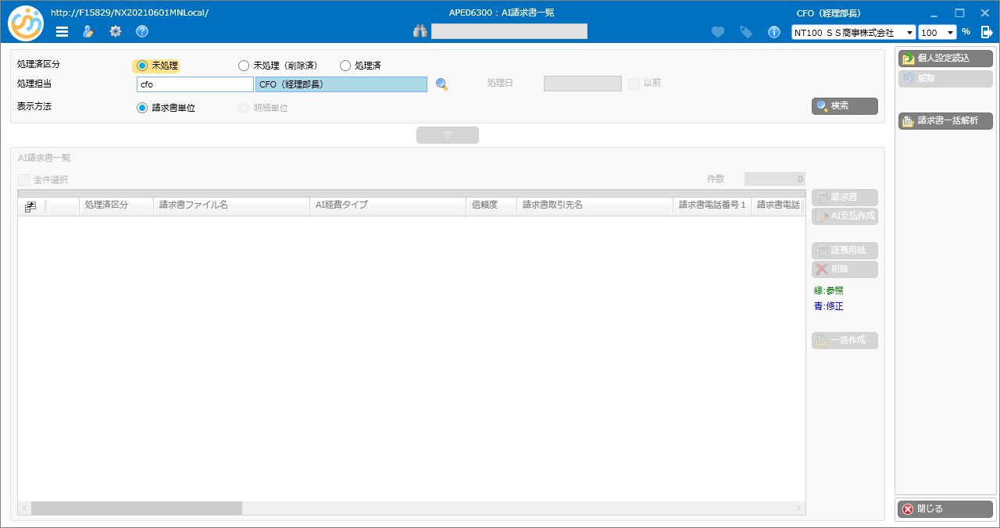 http://F15829/NX20210601MNLocal/
APE06300：AI請求書一覧
CFO（経理部長）
NT100 ＳＳ商事株式会社
100
%
処理済区分
未処理
未処理（削除済）
処理済
処理担当
cfo
CFO（経理部長）
処理日
以前
表示方法
請求書単位
明細単位
検索
個人設定読込
解除
請求書一括解析
▼
AI請求書一覧
全件選択
件数
0
処理済区分
請求書ファイル名
AI経費タイプ
信頼度
請求書取引先名
請求書電話番号１
請求書電話
請求書
AI支払作成
証憑用紙
削除
緑:参照
青:修正
一括作成
閉じる